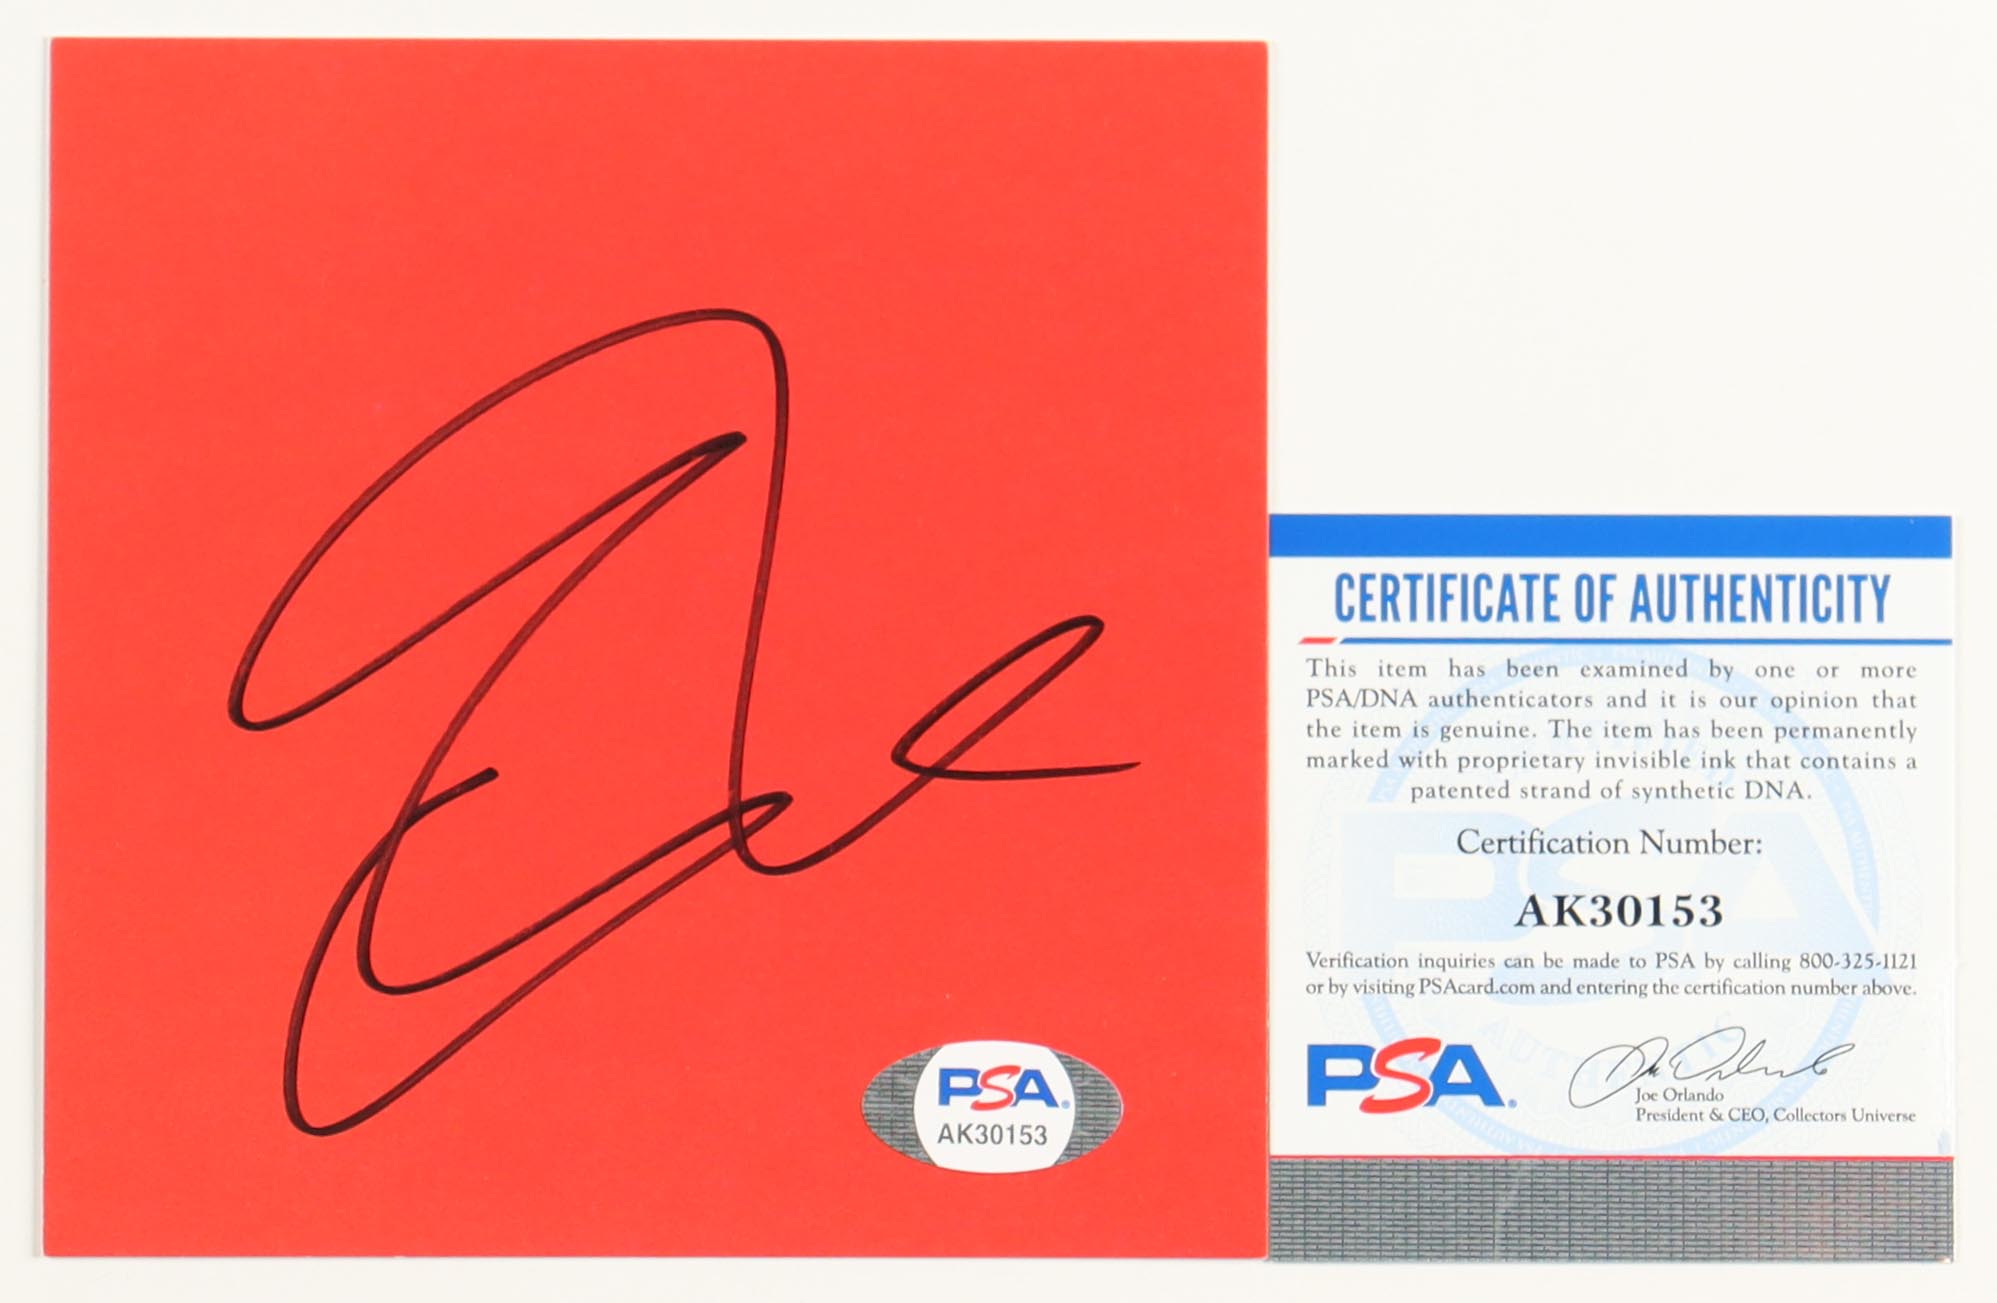 PSA
AK30153
CERTIFICATE OF AUTHENTICITY
This item has been examined by one or more
PSA/DNA authenticators and it is our opinion that
the item is genuine. The item has been permanently
marked with proprietary invisible ink that contains a
patented strand of synthetic DNA.
Certification Number:
AK30153
Verification inquiries can be made to PSA by calling 800-325-1121
or by visiting PSAcard.com and entering the certification number above.
PSA
Joe Orlando
President & CEO, Collectors Universe